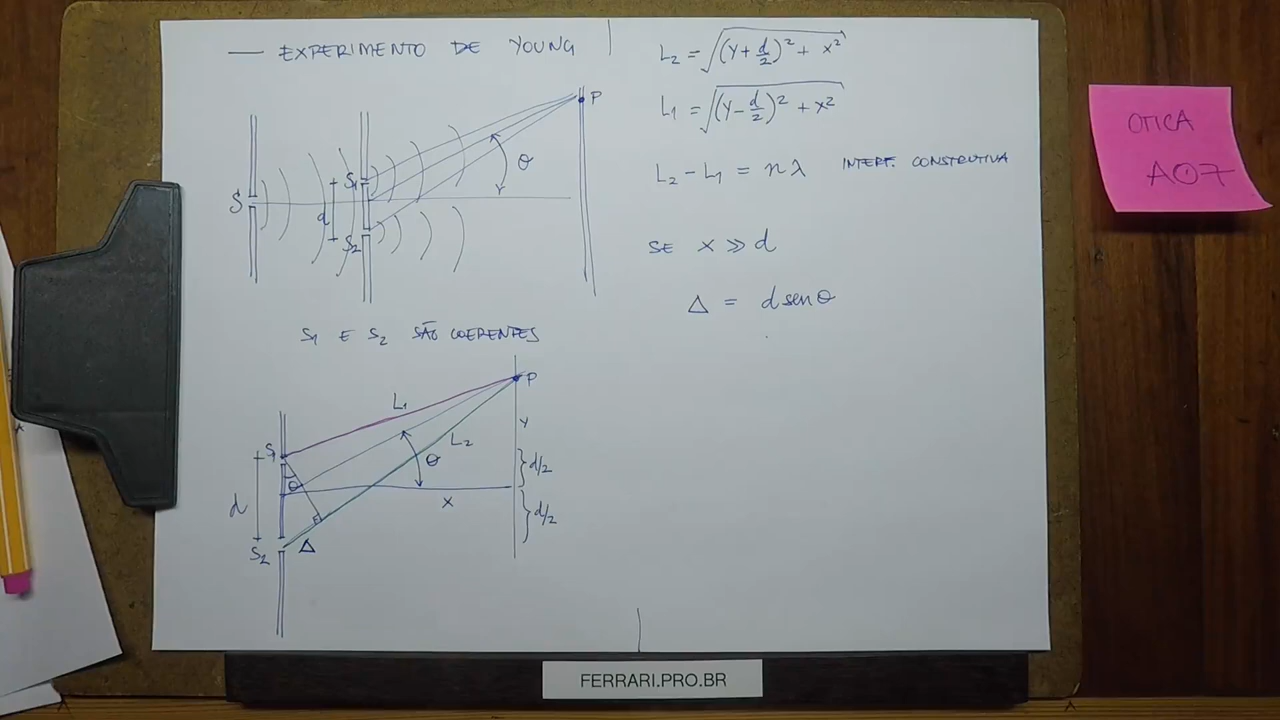 — EXPERIMENTO DE YOUNG
P
θ
S
S₁
d
S₂
S₁ E S₂ SÃO COERENTES
P
L₁
Y
L₂
S₁
θ
d/2
θ
X
d
d/2
S₂
Δ
L₂ = √(Y+d/2)² + X²
L₁ = √(Y-d/2)² + X²
L₂ - L₁ = nλ INTERF. CONSTRUTIVA
SE X ≫ d
Δ = d sen θ
OTICA
A07
FERRARI.PRO.BR